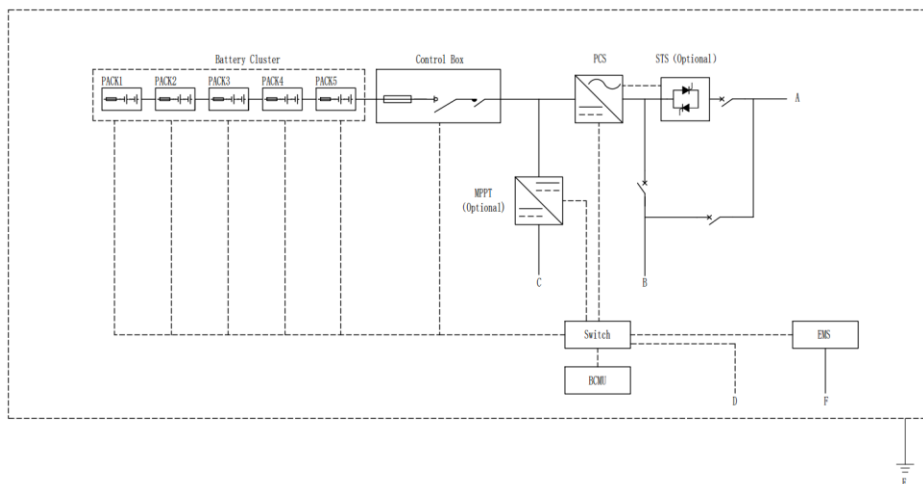 Battery Cluster
Control Box
PCS
STS (Optional)
PACK1
PACK2
PACK3
PACK4
PACK5
A
MPPT
(Optional)
C
B
Switch
EMS
BCMU
D
F
E